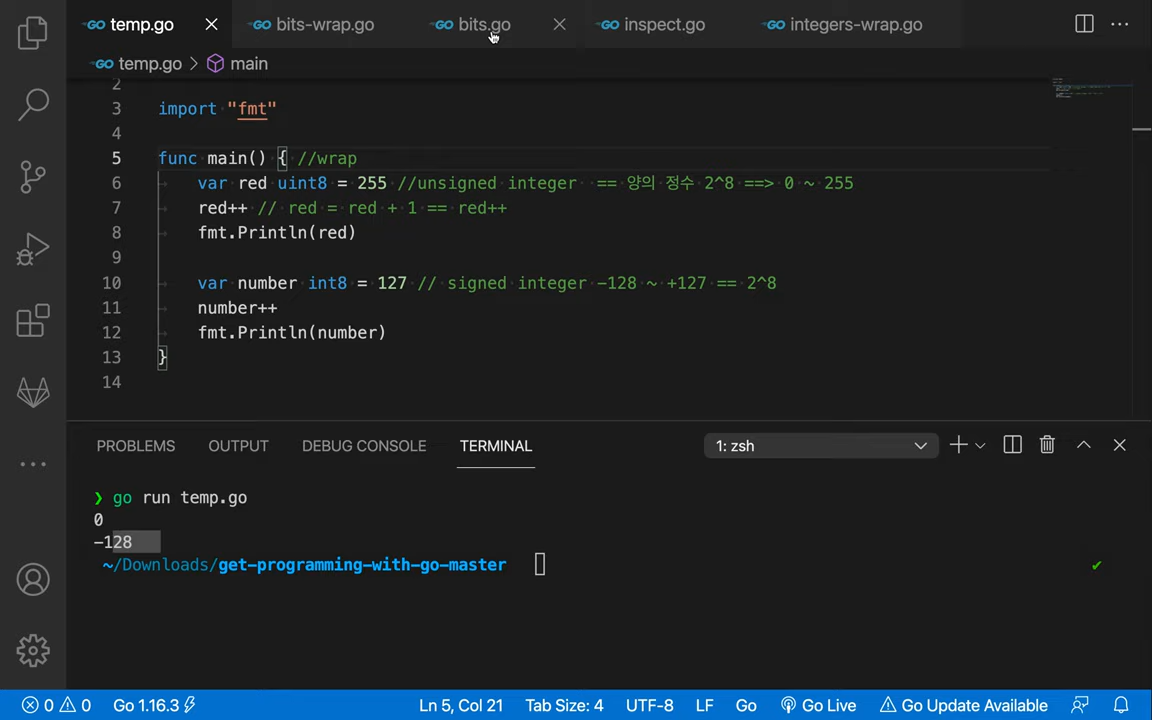 temp.go bits-wrap.go bits.go inspect.go integers-wrap.go
temp.go > main
2
3 import "fmt"
4
5 func main() { //wrap
6 var red uint8 = 255 //unsigned integer == 양의 정수 2^8 ==> 0 ~ 255
7 red++ // red = red + 1 == red++
8 fmt.Println(red)
9
10 var number int8 = 127 // signed integer -128 ~ +127 == 2^8
11 number++
12 fmt.Println(number)
13 }
14
PROBLEMS OUTPUT DEBUG CONSOLE TERMINAL 1: zsh
❯ go run temp.go
0
-128
~/Downloads/get-programming-with-go-master
0 0 Go 1.16.3 Ln 5, Col 21 Tab Size: 4 UTF-8 LF Go Go Live Go Update Available